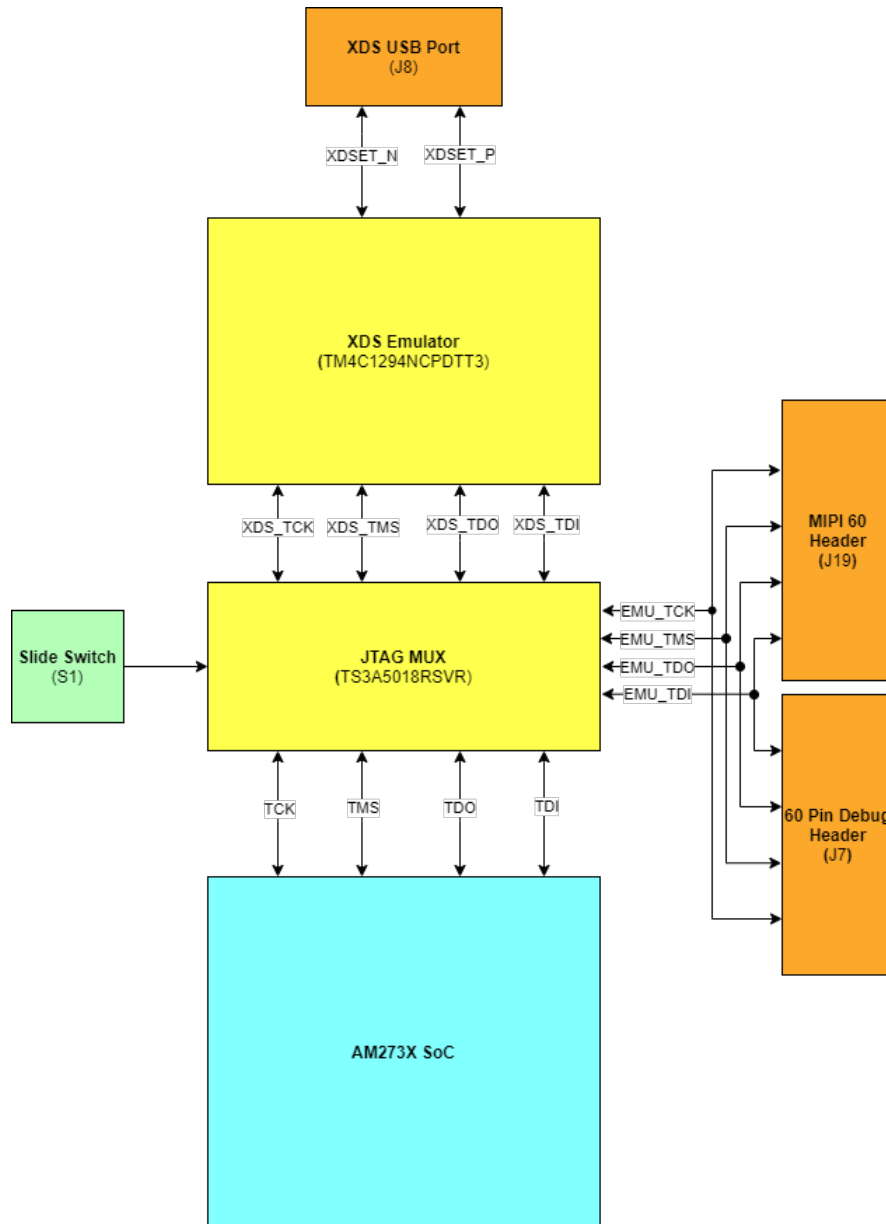 XDS USB Port
(J8)
XDSET_N
XDSET_P
XDS Emulator
(TM4C1294NCPDTT3)
XDS_TCK
XDS_TMS
XDS_TDO
XDS_TDI
MIPI 60
Header
(J19)
EMU_TCK
EMU_TMS
EMU_TDO
EMU_TDI
Slide Switch
(S1)
JTAG MUX
(TS3A5018RSVR)
TCK
TMS
TDO
TDI
60 Pin Debug
Header
(J7)
AM273X SoC